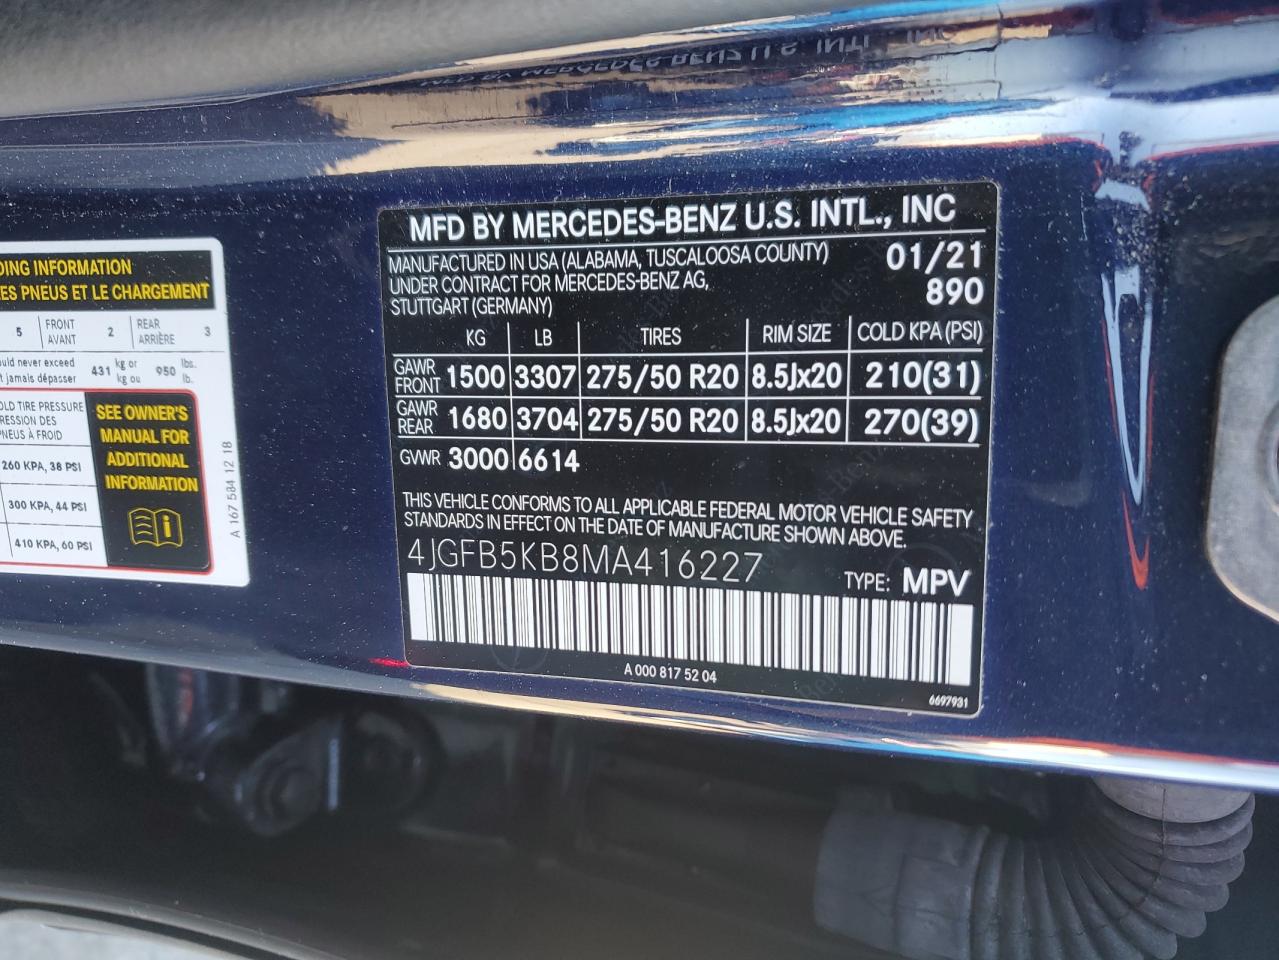 DING INFORMATION
ES PNEUS ET LE CHARGEMENT
5 FRONT AVANT 2 REAR ARRIÈRE 3
never exceed 431 kg or kg ou 950 lbs. lb.
t jamais dépasser
TIRE PRESSURE
DES
À FROID
260 KPA, 38 PSI
300 KPA, 44 PSI
410 KPA, 60 PSI
SEE OWNER'S
MANUAL FOR
ADDITIONAL
INFORMATION
i
A 167 584 12 18
MFD BY MERCEDES-BENZ U.S. INTL., INC
MANUFACTURED IN USA (ALABAMA, TUSCALOOSA COUNTY) 01/21
UNDER CONTRACT FOR MERCEDES-BENZ AG, 890
STUTTGART (GERMANY)
KG LB TIRES RIM SIZE COLD KPA (PSI)
GAWR FRONT 1500 3307 275/50 R20 8.5Jx20 210(31)
GAWR REAR 1680 3704 275/50 R20 8.5Jx20 270(39)
GVWR 3000 6614
THIS VEHICLE CONFORMS TO ALL APPLICABLE FEDERAL MOTOR VEHICLE SAFETY
STANDARDS IN EFFECT ON THE DATE OF MANUFACTURE SHOWN ABOVE.
4JGFB5KB8MA416227
TYPE: MPV
A 000 817 52 04
6697931